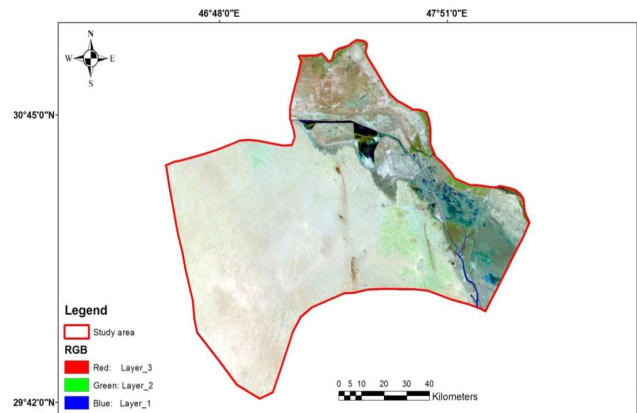 46°48'0"E 47°51'0"E
N
W E
S
30°45'0"N
Legend
Study area
RGB
Red: Layer_3
Green: Layer_2
Blue: Layer_1
29°42'0"N
0 5 10 20 30 40
Kilometers